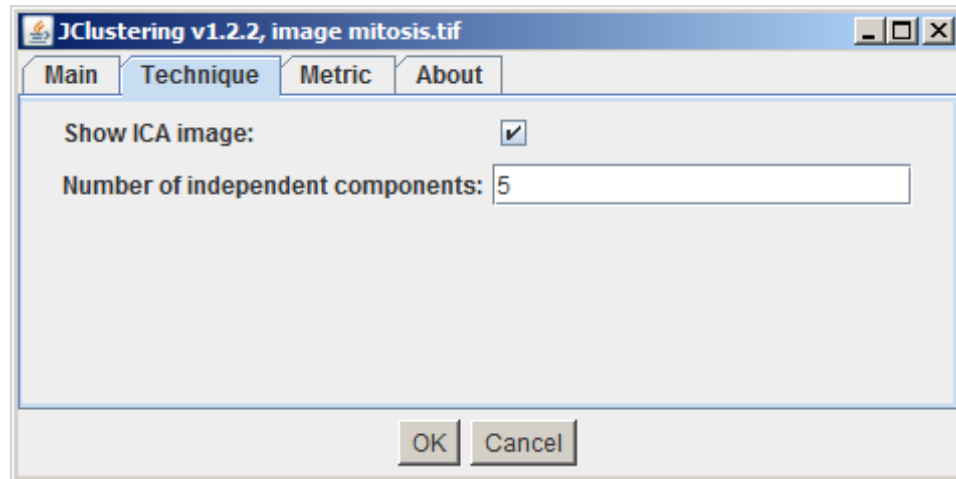 JClustering v1.2.2, image mitosis.tif
Main Technique Metric About
Show ICA image:
Number of independent components: 5
OK Cancel